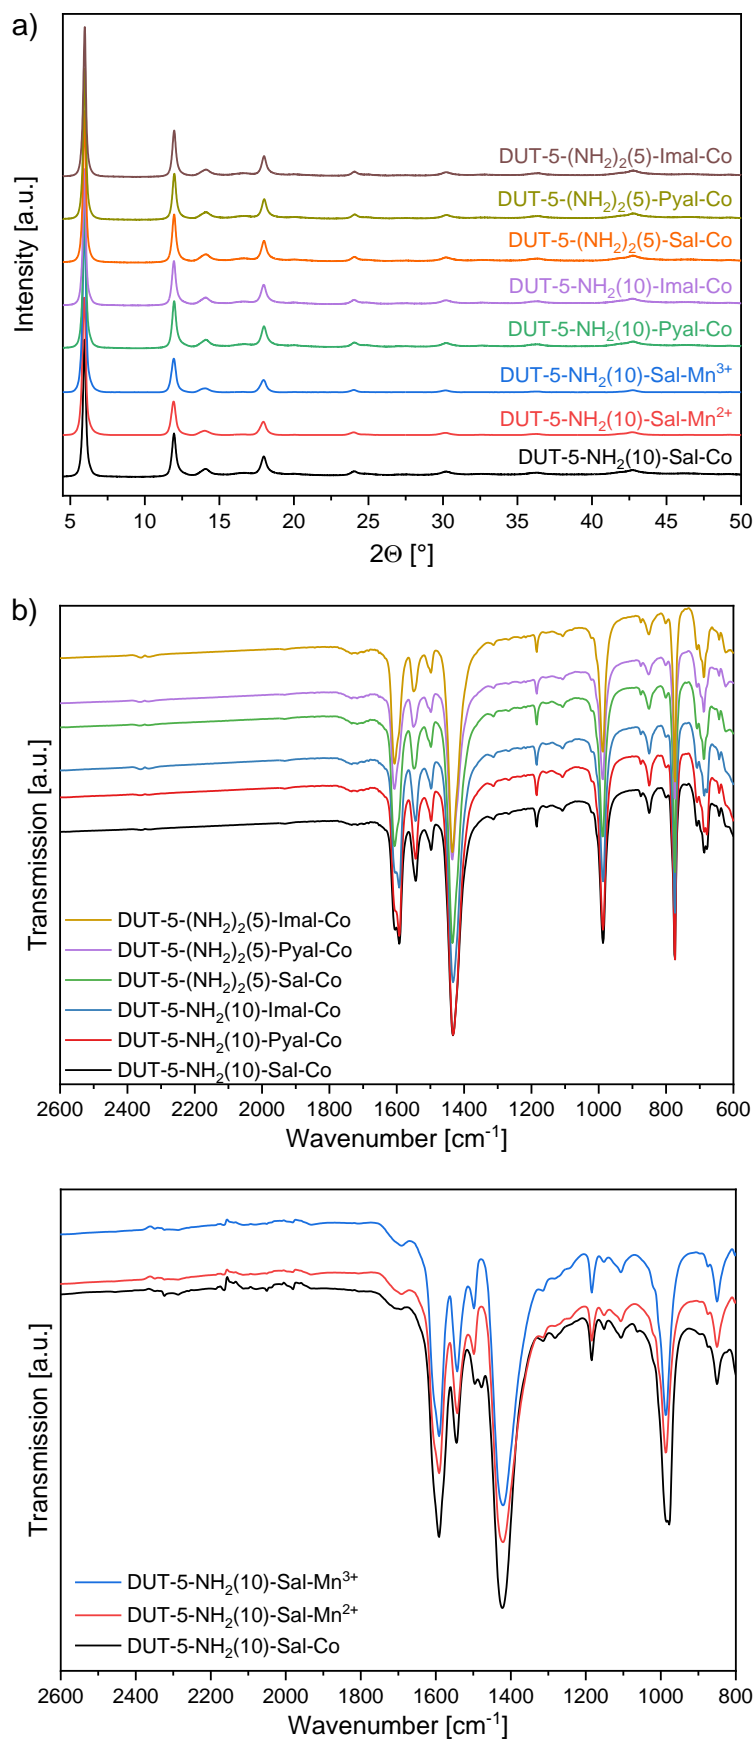 a)
Intensity [a.u.]
DUT-5-(NH₂)₂(5)-Imal-Co
DUT-5-(NH₂)₂(5)-Pyal-Co
DUT-5-(NH₂)₂(5)-Sal-Co
DUT-5-NH₂(10)-Imal-Co
DUT-5-NH₂(10)-Pyal-Co
DUT-5-NH₂(10)-Sal-Mn³⁺
DUT-5-NH₂(10)-Sal-Mn²⁺
DUT-5-NH₂(10)-Sal-Co
5 10 15 20 25 30 35 40 45 50
2Θ [°]
b)
Transmission [a.u.]
DUT-5-(NH₂)₂(5)-Imal-Co
DUT-5-(NH₂)₂(5)-Pyal-Co
DUT-5-(NH₂)₂(5)-Sal-Co
DUT-5-NH₂(10)-Imal-Co
DUT-5-NH₂(10)-Pyal-Co
DUT-5-NH₂(10)-Sal-Co
2600 2400 2200 2000 1800 1600 1400 1200 1000 800 600
Wavenumber [cm⁻¹]
Transmission [a.u.]
DUT-5-NH₂(10)-Sal-Mn³⁺
DUT-5-NH₂(10)-Sal-Mn²⁺
DUT-5-NH₂(10)-Sal-Co
2600 2400 2200 2000 1800 1600 1400 1200 1000 800
Wavenumber [cm⁻¹]